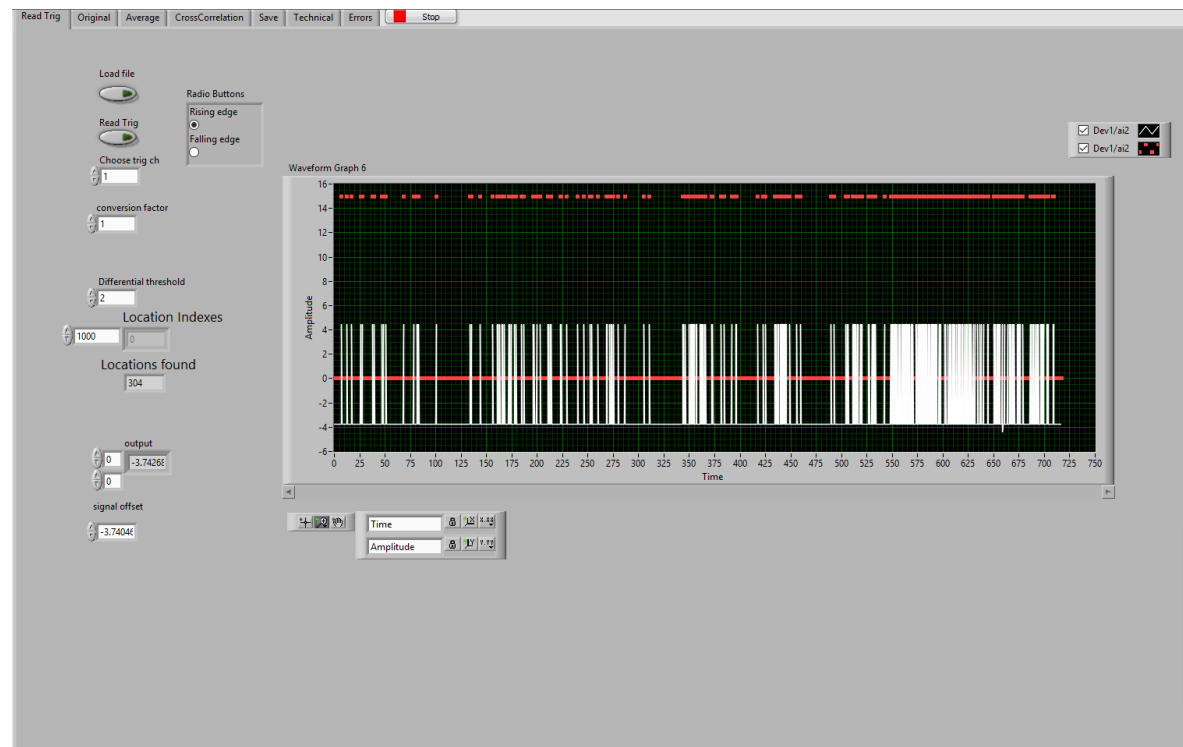 Read Trig Original Average CrossCorrelation Save Technical Errors Stop
Load file
Radio Buttons
Rising edge
Falling edge
Read Trig
Choose trig ch
1
conversion factor
1
Differential threshold
2
Location Indexes
1000 0
Locations found
304
output
0 -3.74268
0
signal offset
-3.74046
Dev1/ai2
Dev1/ai2
Waveform Graph 6
Amplitude
16
14
12
10
8
6
4
2
0
-2
-4
-6
0 25 50 75 100 125 150 175 200 225 250 275 300 325 350 375 400 425 450 475 500 525 550 575 600 625 650 675 700 725 750
Time
Time X.XX
Amplitude Y.YY